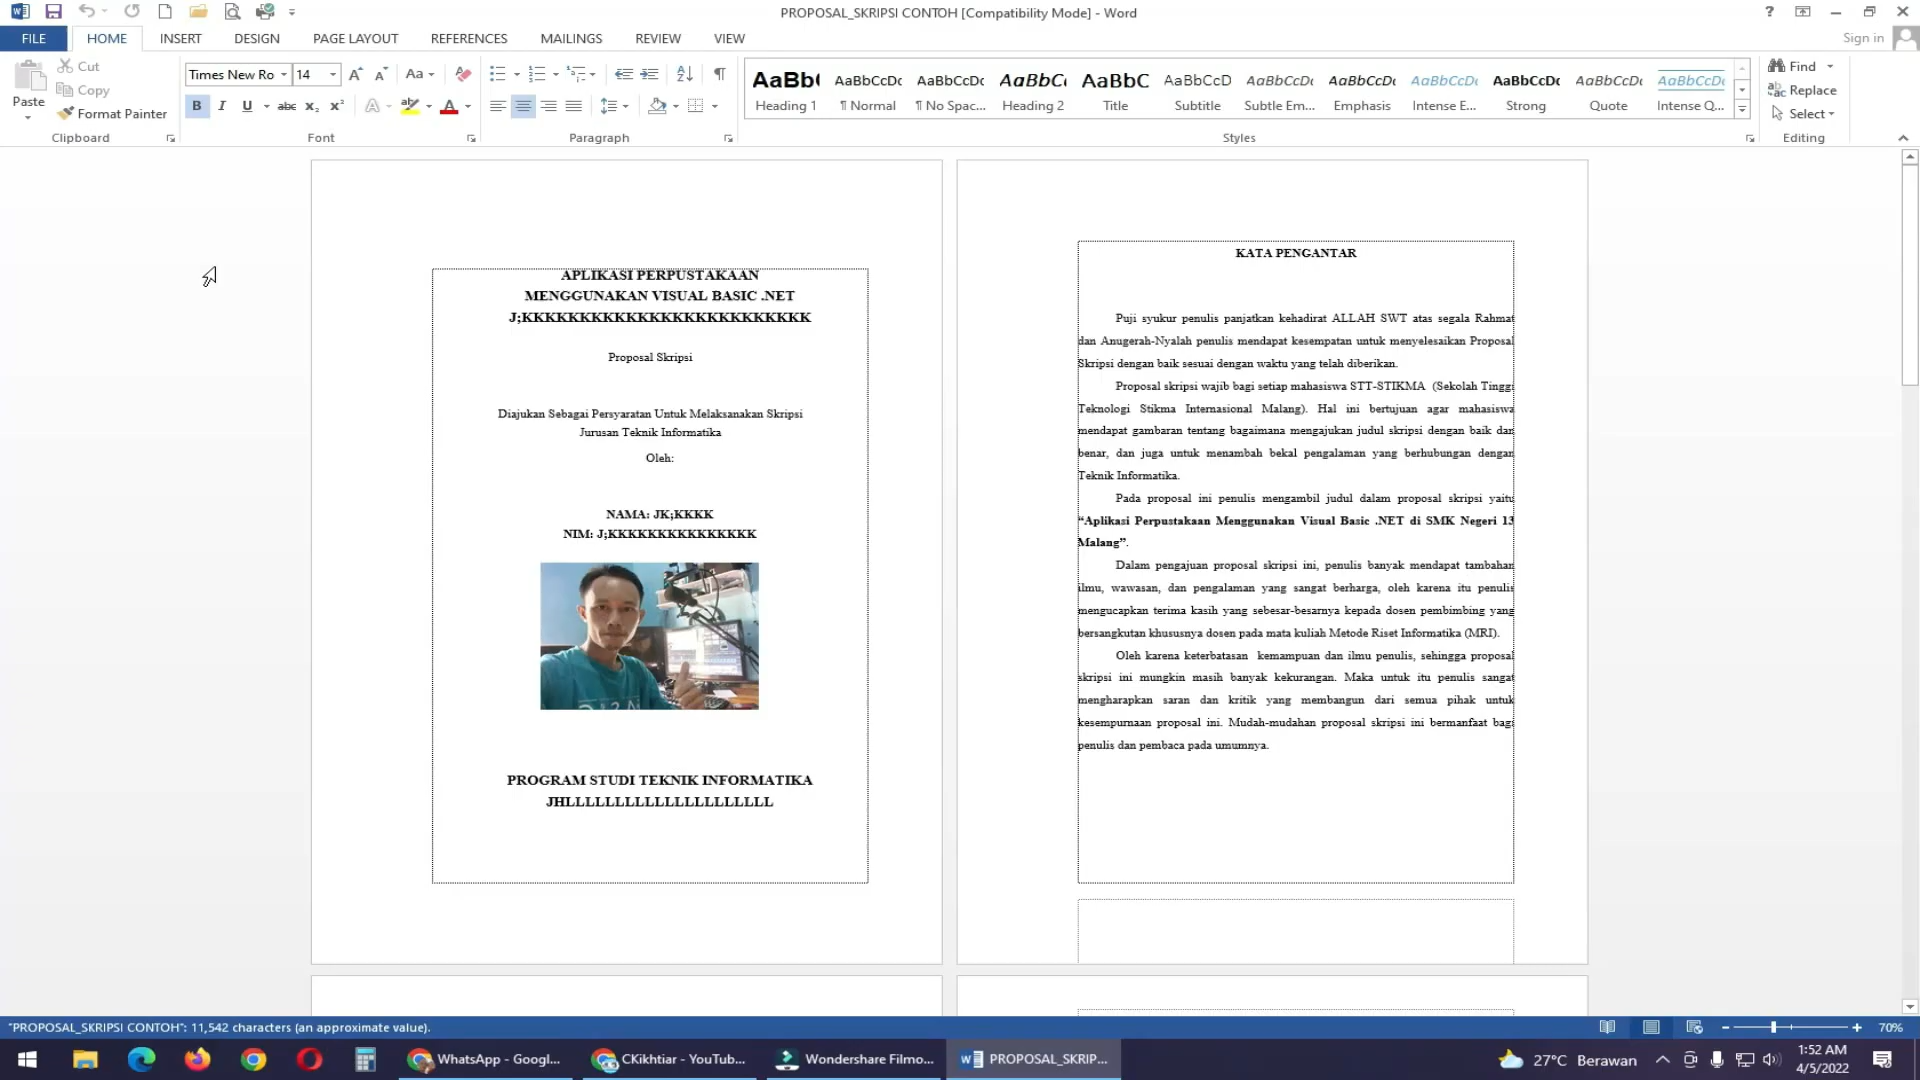 PROPOSAL_SKRIPSI CONTOH [Compatibility Mode] - Word
FILE HOME INSERT DESIGN PAGE LAYOUT REFERENCES MAILINGS REVIEW VIEW Sign in
Paste
Cut
Copy
Format Painter
Clipboard
Times New Ro 14
Font
Paragraph
AaBbC Heading 1
AaBbCcDc ¶ Normal
AaBbCcDc ¶ No Spac...
AaBbCc Heading 2
AaBbC Title
AaBbCcD Subtitle
AaBbCcDc Subtle Em...
AaBbCcDc Emphasis
AaBbCcDc Intense E...
AaBbCcDc Strong
AaBbCcDc Quote
AaBbCcDc Intense Q...
Styles
Find
Replace
Select
Editing
APLIKASI PERPUSTAKAAN
MENGGUNAKAN VISUAL BASIC .NET
J;KKKKKKKKKKKKKKKKKKKKKKKKK
Proposal Skripsi
Diajukan Sebagai Persyaratan Untuk Melaksanakan Skripsi
Jurusan Teknik Informatika
Oleh:
NAMA: JK;KKKK
NIM: J;KKKKKKKKKKKKKKK
PROGRAM STUDI TEKNIK INFORMATIKA
JHLLLLLLLLLLLLLLLLLLLLL
KATA PENGANTAR
Puji syukur penulis panjatkan kehadirat ALLAH SWT atas segala Rahmat
dan Anugerah-Nyalah penulis mendapat kesempatan untuk menyelesaikan Proposal
Skripsi dengan baik sesuai dengan waktu yang telah diberikan.
Proposal skripsi wajib bagi setiap mahasiswa STT-STIKMA (Sekolah Tinggi
Teknologi Stikma Internasional Malang). Hal ini bertujuan agar mahasiswa
mendapat gambaran tentang bagaimana mengajukan judul skripsi dengan baik dan
benar, dan juga untuk menambah bekal pengalaman yang berhubungan dengan
Teknik Informatika.
Pada proposal ini penulis mengambil judul dalam proposal skripsi yaitu
“Aplikasi Perpustakaan Menggunakan Visual Basic .NET di SMK Negeri 13
Malang”.
Dalam pengajuan proposal skripsi ini, penulis banyak mendapat tambahan
ilmu, wawasan, dan pengalaman yang sangat berharga, oleh karena itu penulis
mengucapkan terima kasih yang sebesar-besarnya kepada dosen pembimbing yang
bersangkutan khususnya dosen pada mata kuliah Metode Riset Informatika (MRI).
Oleh karena keterbatasan kemampuan dan ilmu penulis, sehingga proposal
skripsi ini mungkin masih banyak kekurangan. Maka untuk itu penulis sangat
mengharapkan saran dan kritik yang membangun dari semua pihak untuk
kesempurnaan proposal ini. Mudah-mudahan proposal skripsi ini bermanfaat bagi
penulis dan pembaca pada umumnya.
"PROPOSAL_SKRIPSI CONTOH": 11,542 characters (an approximate value).
70%
WhatsApp - Googl...
CKikhtiar - YouTub...
Wondershare Filmo...
PROPOSAL_SKRIP...
27°C Berawan
1:52 AM
4/5/2022